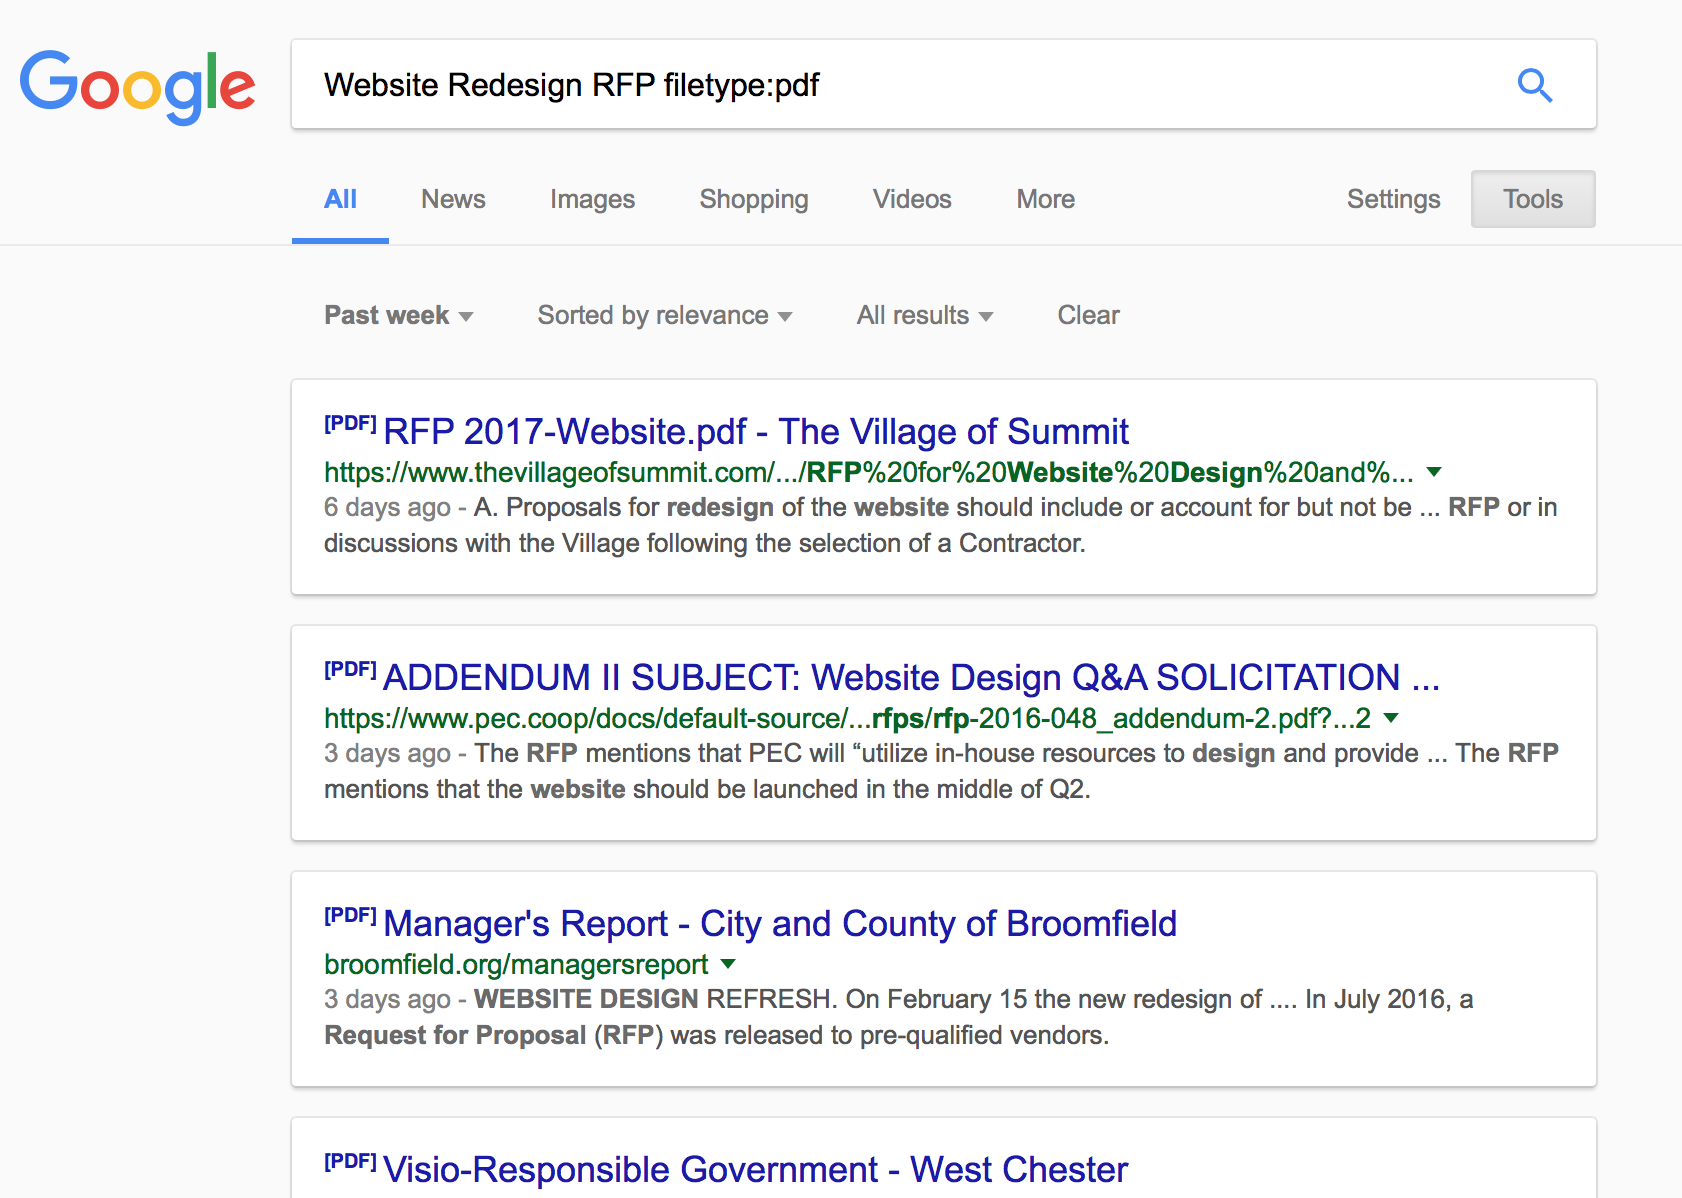 Google
Website Redesign RFP filetype:pdf
All News Images Shopping Videos More Settings Tools
Past week Sorted by relevance All results Clear
[PDF] RFP 2017-Website.pdf - The Village of Summit
https://www.thevillageofsummit.com/.../RFP%20for%20Website%20Design%20and%...
6 days ago - A. Proposals for redesign of the website should include or account for but not be ... RFP or in
discussions with the Village following the selection of a Contractor.
[PDF] ADDENDUM II SUBJECT: Website Design Q&A SOLICITATION ...
https://www.pec.coop/docs/default-source/...rfps/rfp-2016-048_addendum-2.pdf?...2
3 days ago - The RFP mentions that PEC will “utilize in-house resources to design and provide ... The RFP
mentions that the website should be launched in the middle of Q2.
[PDF] Manager's Report - City and County of Broomfield
broomfield.org/managersreport
3 days ago - WEBSITE DESIGN REFRESH. On February 15 the new redesign of .... In July 2016, a
Request for Proposal (RFP) was released to pre-qualified vendors.
[PDF] Visio-Responsible Government - West Chester